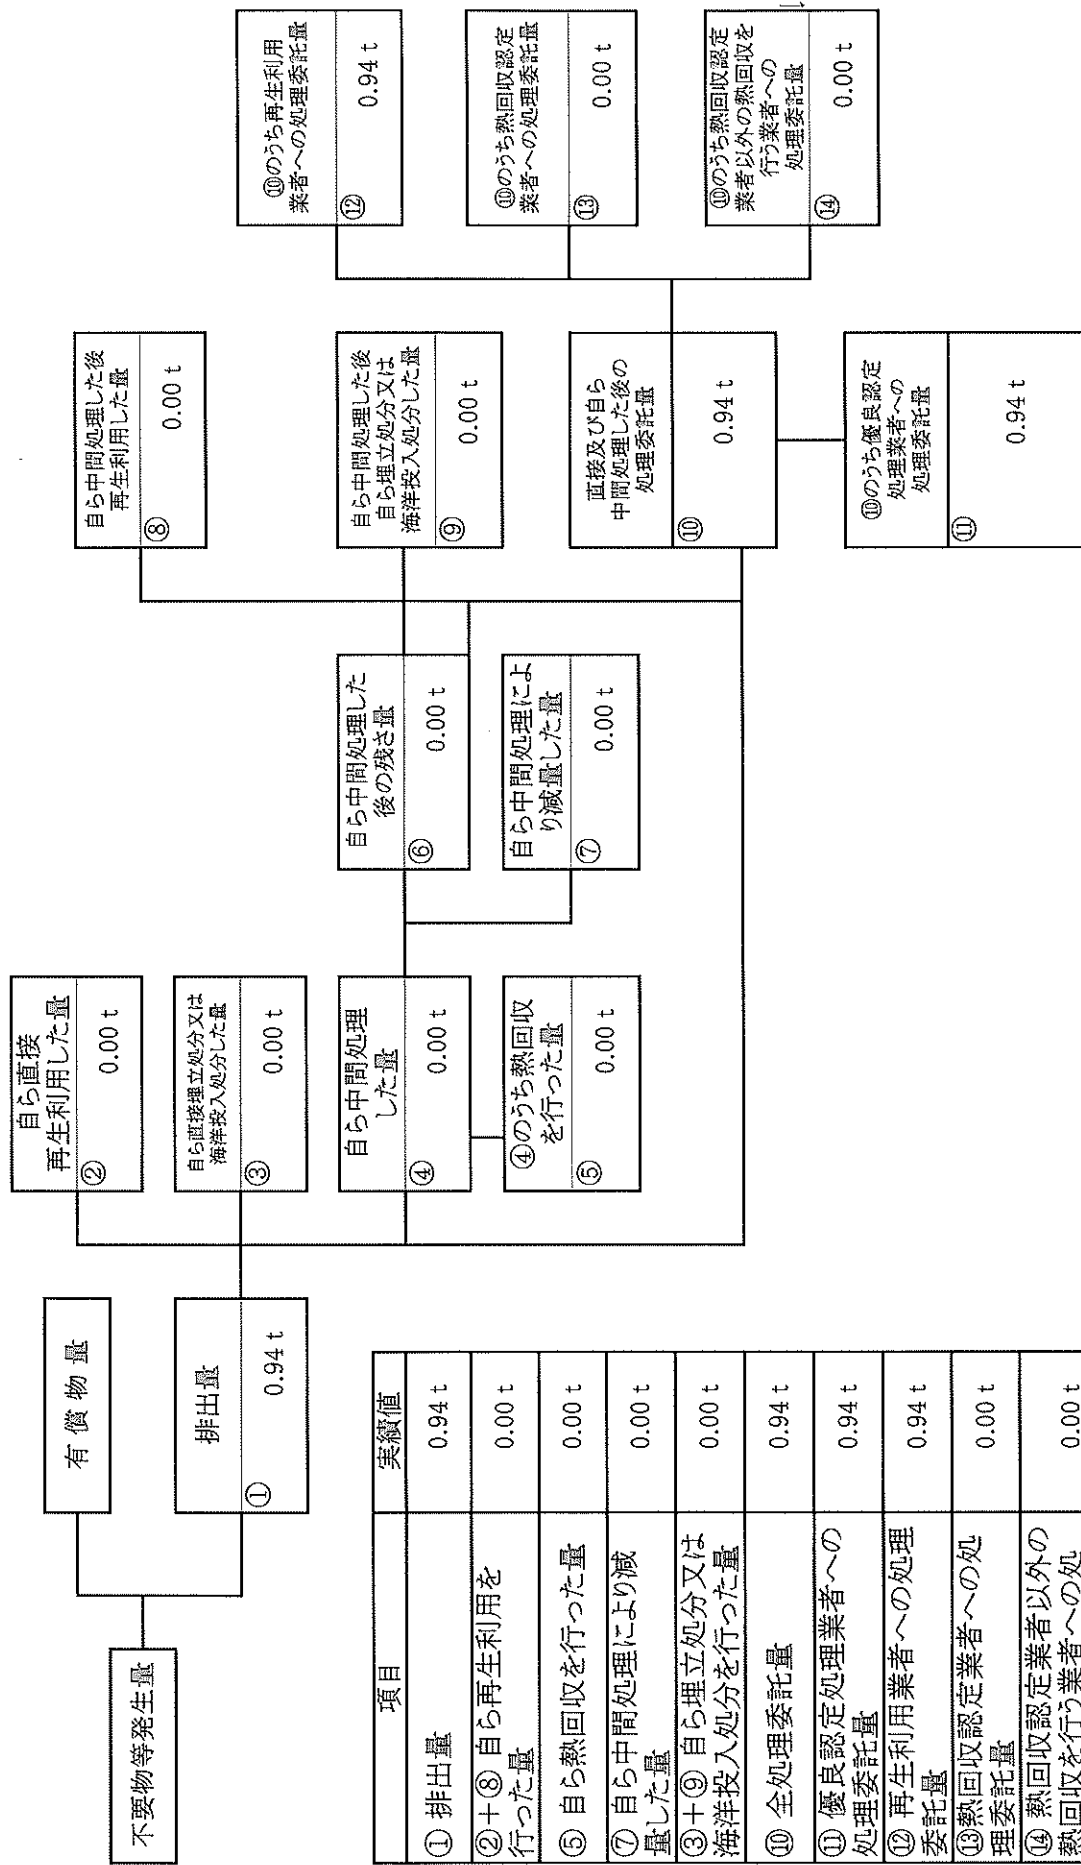 不要物等発生量
有償物量
排出量
①
0.94 t
自ら直接
再生利用した量
②
0.00 t
自ら直接埋立処分又は
海洋投入処分した量
③
0.00 t
自ら中間処理
した量
④
0.00 t
④のうち熱回収
を行った量
⑤
0.00 t
自ら中間処理した
後の残さ量
⑥
0.00 t
自ら中間処理によ
り減量した量
⑦
0.00 t
自ら中間処理した後
再生利用した量
⑧
0.00 t
自ら中間処理した後
自ら埋立処分又は
海洋投入処分した量
⑨
0.00 t
直接及び自ら
中間処理した後の
処理委託量
⑩
0.94 t
⑩のうち優良認定
処理業者への
処理委託量
⑪
0.94 t
⑩のうち再生利用
業者への処理委託量
⑫
0.94 t
⑩のうち熱回収認定
業者への処理委託量
⑬
0.00 t
⑩のうち熱回収認定
業者以外の熱回収を
行う業者への
処理委託量
⑭
0.00 t
項目 実績値
① 排出量 0.94 t
②＋⑧ 自ら再生利用を
行った量 0.00 t
⑤ 自ら熱回収を行った量 0.00 t
⑦ 自ら中間処理により減
量した量 0.00 t
③＋⑨ 自ら埋立処分又は
海洋投入処分を行った量 0.00 t
⑩ 全処理委託量 0.94 t
⑪ 優良認定処理業者への
処理委託量 0.94 t
⑫ 再生利用業者への処理
委託量 0.94 t
⑬熱回収認定業者への処
理委託量 0.00 t
⑭ 熱回収認定業者以外の
熱回収を行う業者への処 0.00 t